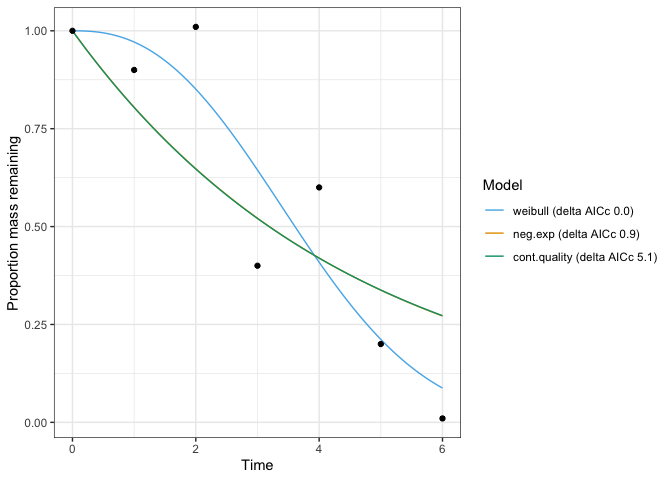 1.00
0.75
0.50
0.25
0.00
Proportion mass remaining
0
2
4
6
Time
Model
weibull (delta AICc 0.0)
neg.exp (delta AICc 0.9)
cont.quality (delta AICc 5.1)